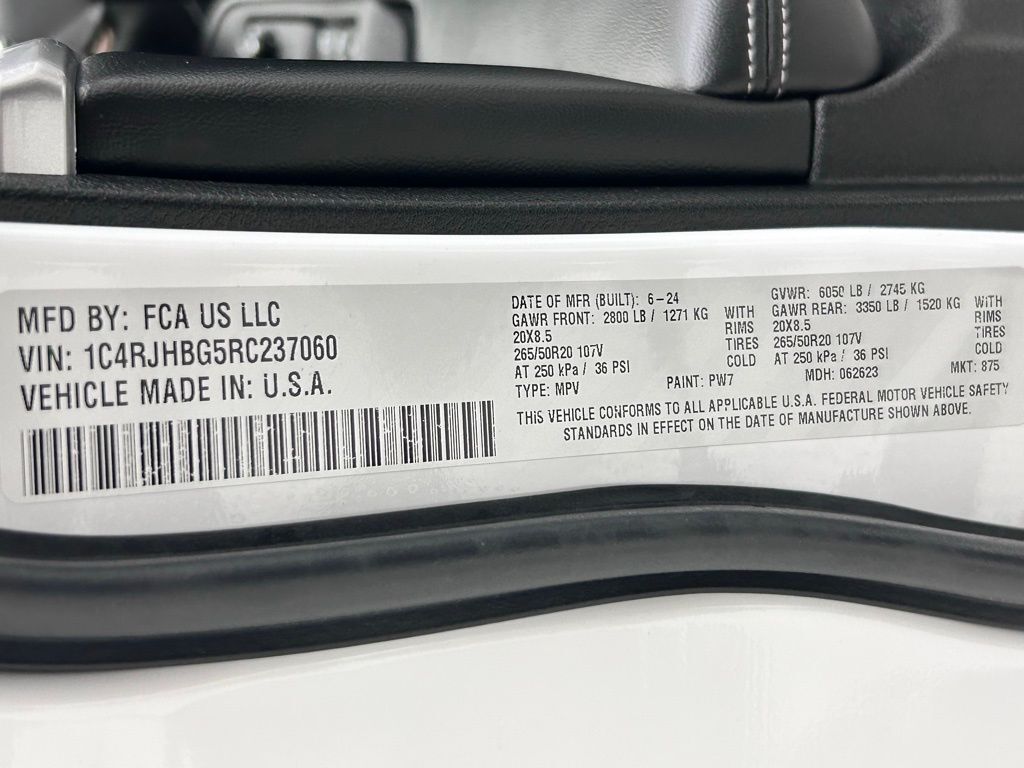 MFD BY: FCA US LLC
VIN: 1C4RJHBG5RC237060
VEHICLE MADE IN: U.S.A.
DATE OF MFR (BUILT): 6-24
GAWR FRONT: 2800 LB / 1271 KG WITH
20X8.5 RIMS
265/50R20 107V TIRES
AT 250 kPa / 36 PSI COLD
TYPE: MPV PAINT: PW7
GVWR: 6050 LB / 2745 KG
GAWR REAR: 3350 LB / 1520 KG WITH
20X8.5 RIMS
265/50R20 107V TIRES
AT 250 kPa / 36 PSI COLD
MDH: 062623 MKT: 875
THIS VEHICLE CONFORMS TO ALL APPLICABLE U.S.A. FEDERAL MOTOR VEHICLE SAFETY
STANDARDS IN EFFECT ON THE DATE OF MANUFACTURE SHOWN ABOVE.